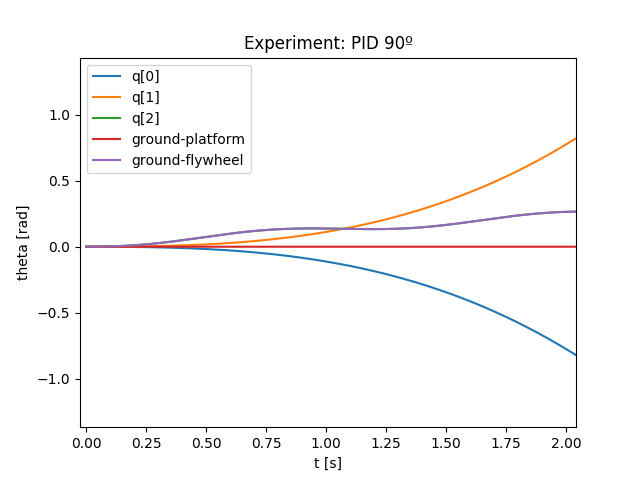 Experiment: PID 90º
q[0]
q[1]
q[2]
ground-platform
ground-flywheel
theta [rad]
1.0
0.5
0.0
−0.5
−1.0
0.00 0.25 0.50 0.75 1.00 1.25 1.50 1.75 2.00
t [s]